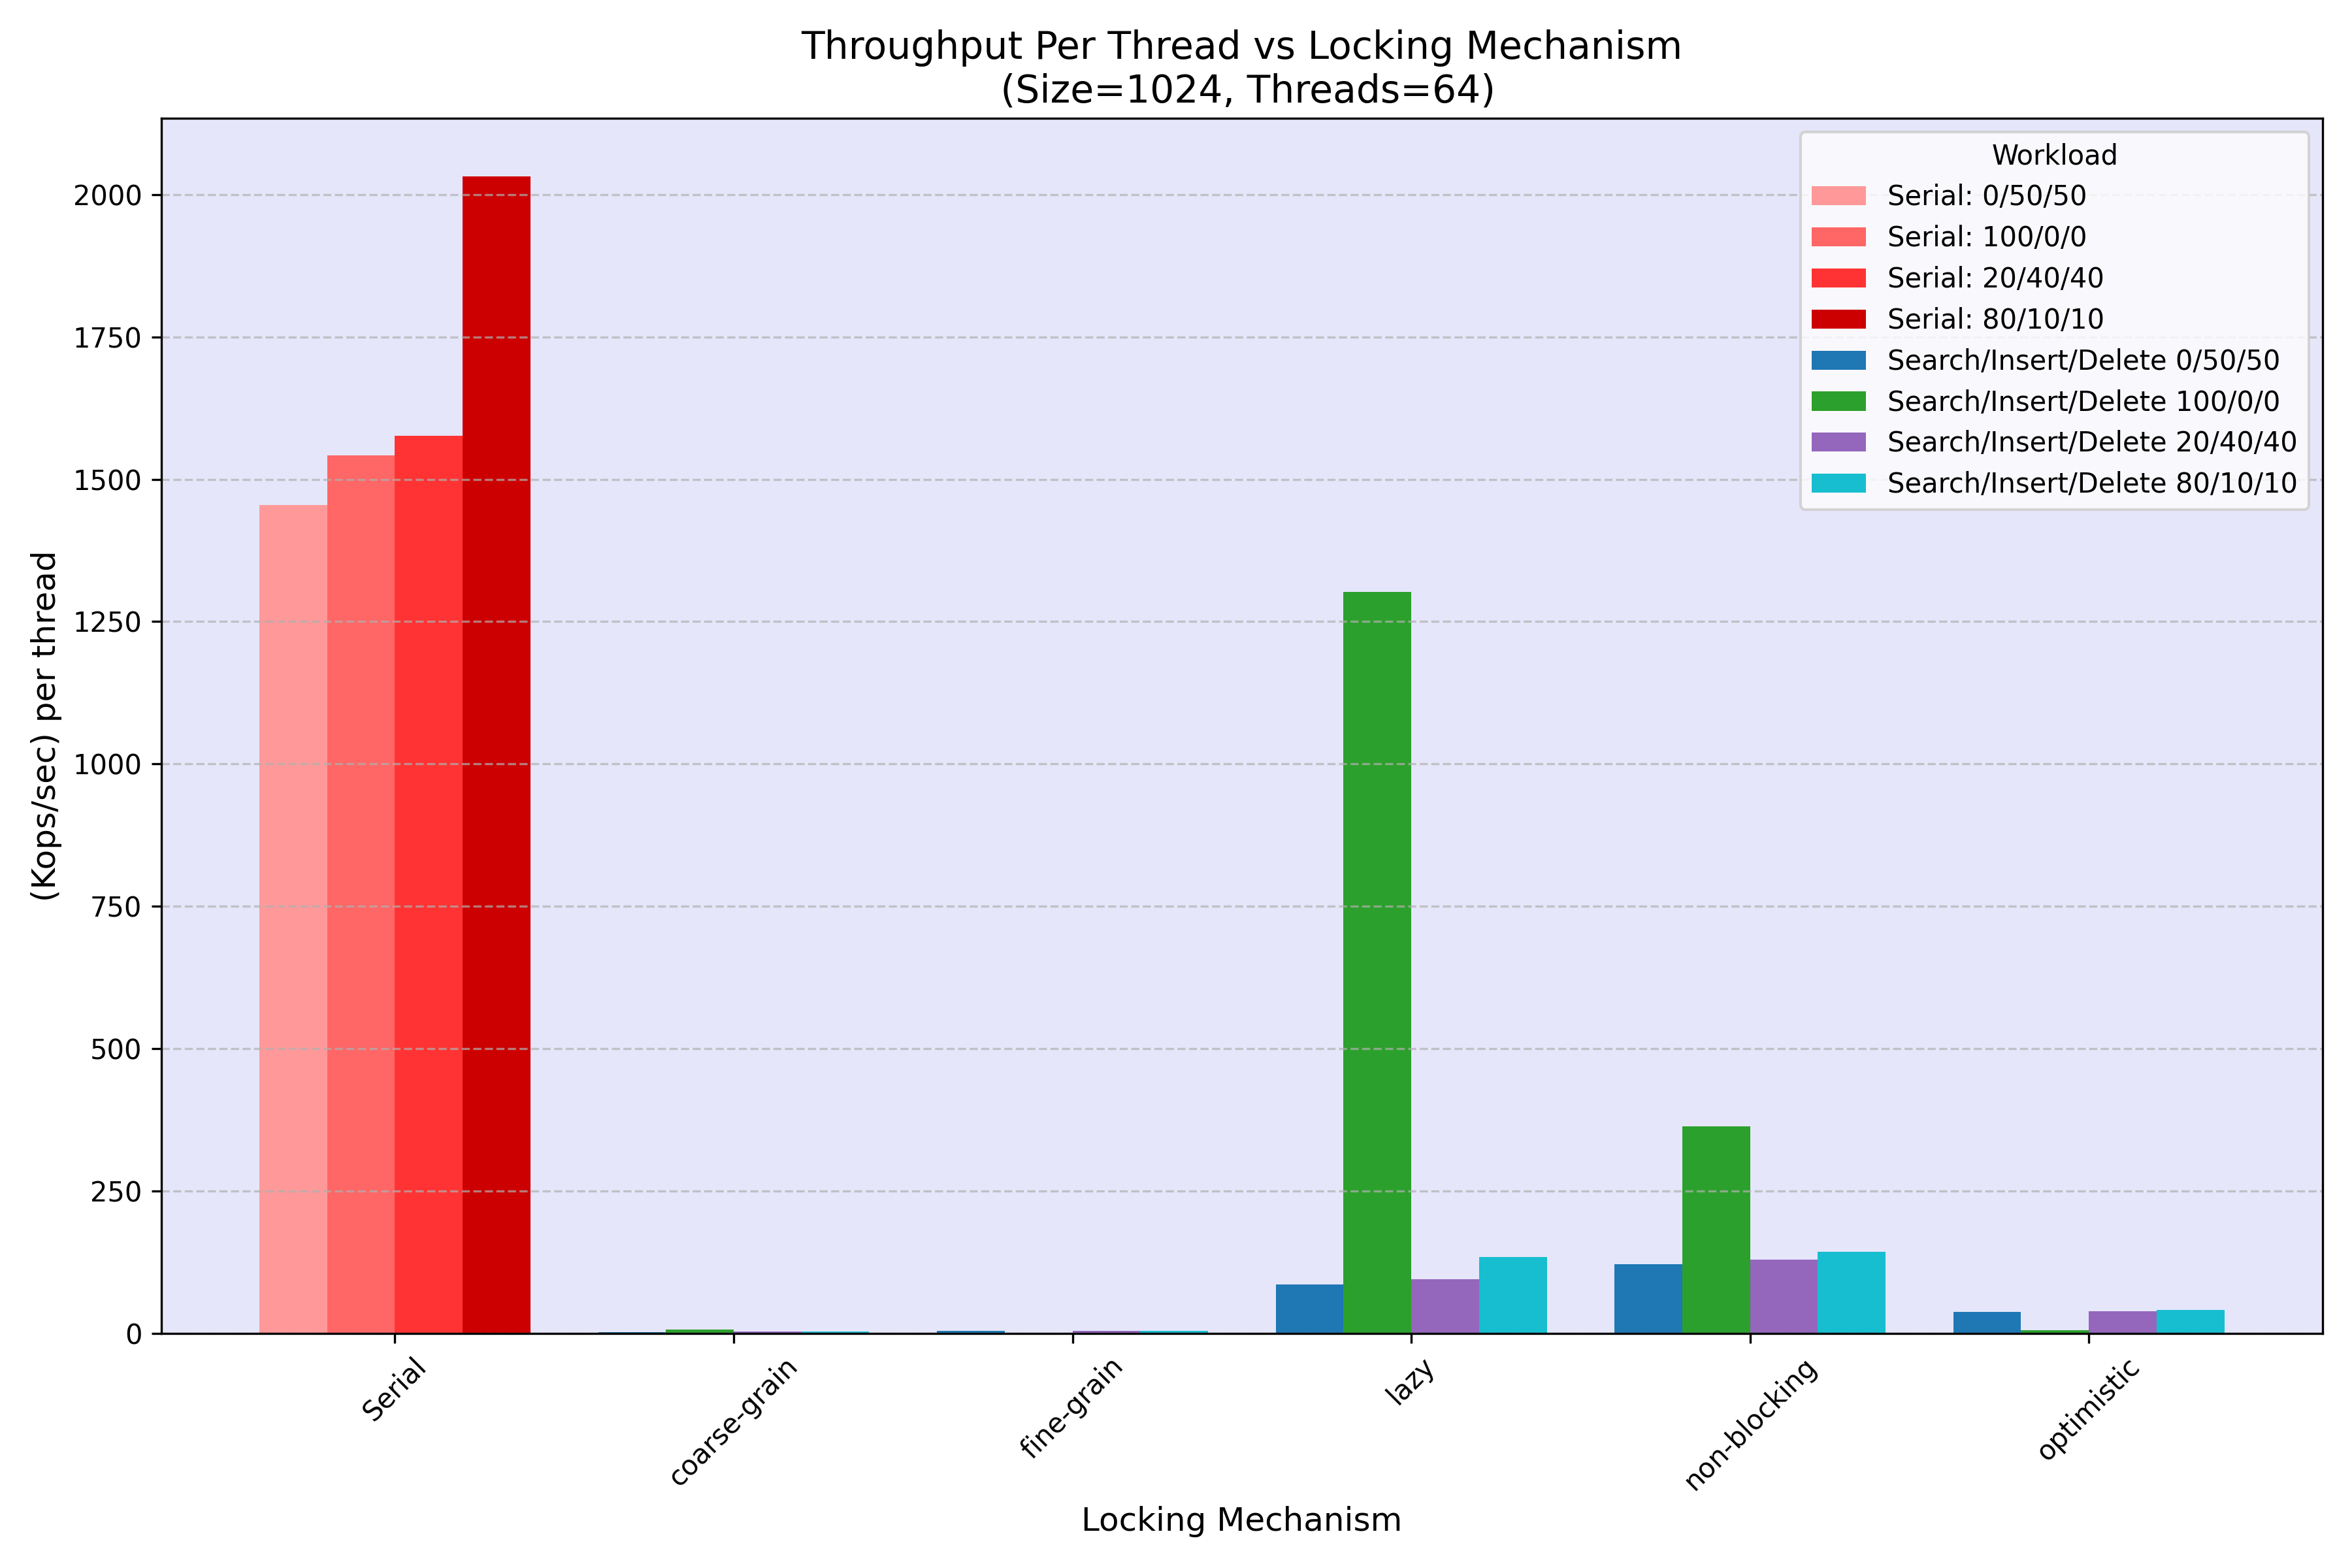 Throughput Per Thread vs Locking Mechanism
(Size=1024, Threads=64)
(Kops/sec) per thread
2000
1750
1500
1250
1000
750
500
250
0
Workload
Serial: 0/50/50
Serial: 100/0/0
Serial: 20/40/40
Serial: 80/10/10
Search/Insert/Delete 0/50/50
Search/Insert/Delete 100/0/0
Search/Insert/Delete 20/40/40
Search/Insert/Delete 80/10/10
Serial
coarse-grain
fine-grain
lazy
non-blocking
optimistic
Locking Mechanism